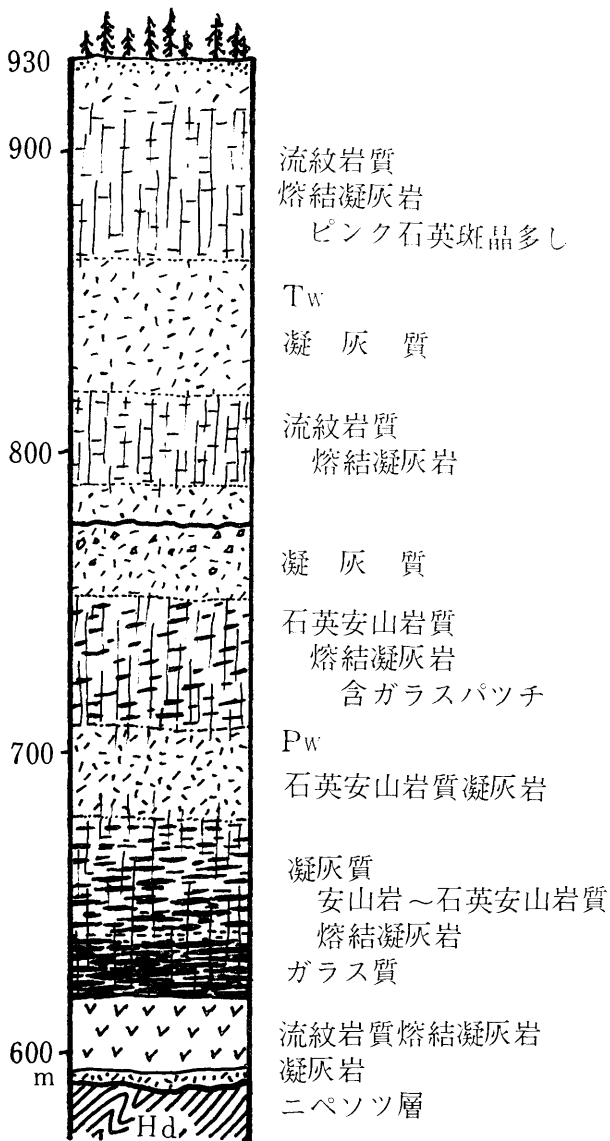 930
900
流紋岩質
熔結凝灰岩
ピンク石英斑晶多し
Tw
凝灰質
800
流紋岩質
熔結凝灰岩
凝灰質
石英安山岩質
熔結凝灰岩
含ガラスパツチ
700
Pw
石英安山岩質凝灰岩
凝灰質
安山岩～石英安山岩質
熔結凝灰岩
ガラス質
600
m
流紋岩質熔結凝灰岩
凝灰岩
ニペソツ層
Hd